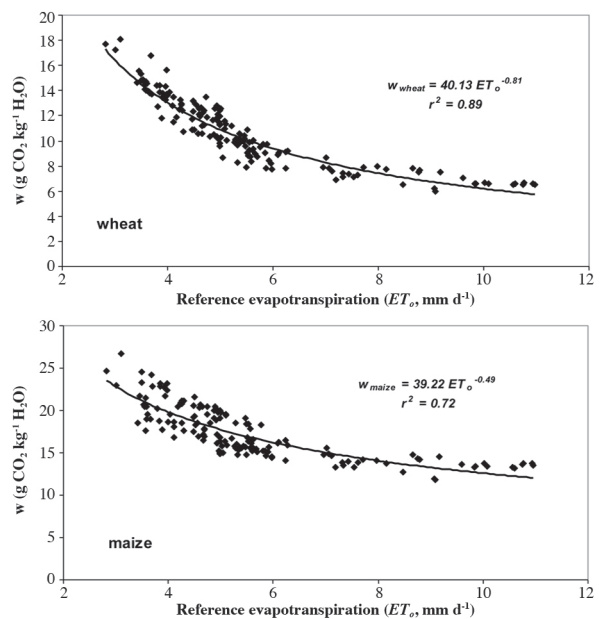 20
18
16
14
12
10
8
6
4
2
0
w (g CO₂ kg⁻¹ H₂O)
w wheat = 40.13 ETo^-0.81
r² = 0.89
wheat
2 4 6 8 10 12
Reference evapotranspiration (ETo, mm d⁻¹)
30
25
20
15
10
5
0
w (g CO₂ kg⁻¹ H₂O)
w maize = 39.22 ETo^-0.49
r² = 0.72
maize
2 4 6 8 10 12
Reference evapotranspiration (ETo, mm d⁻¹)